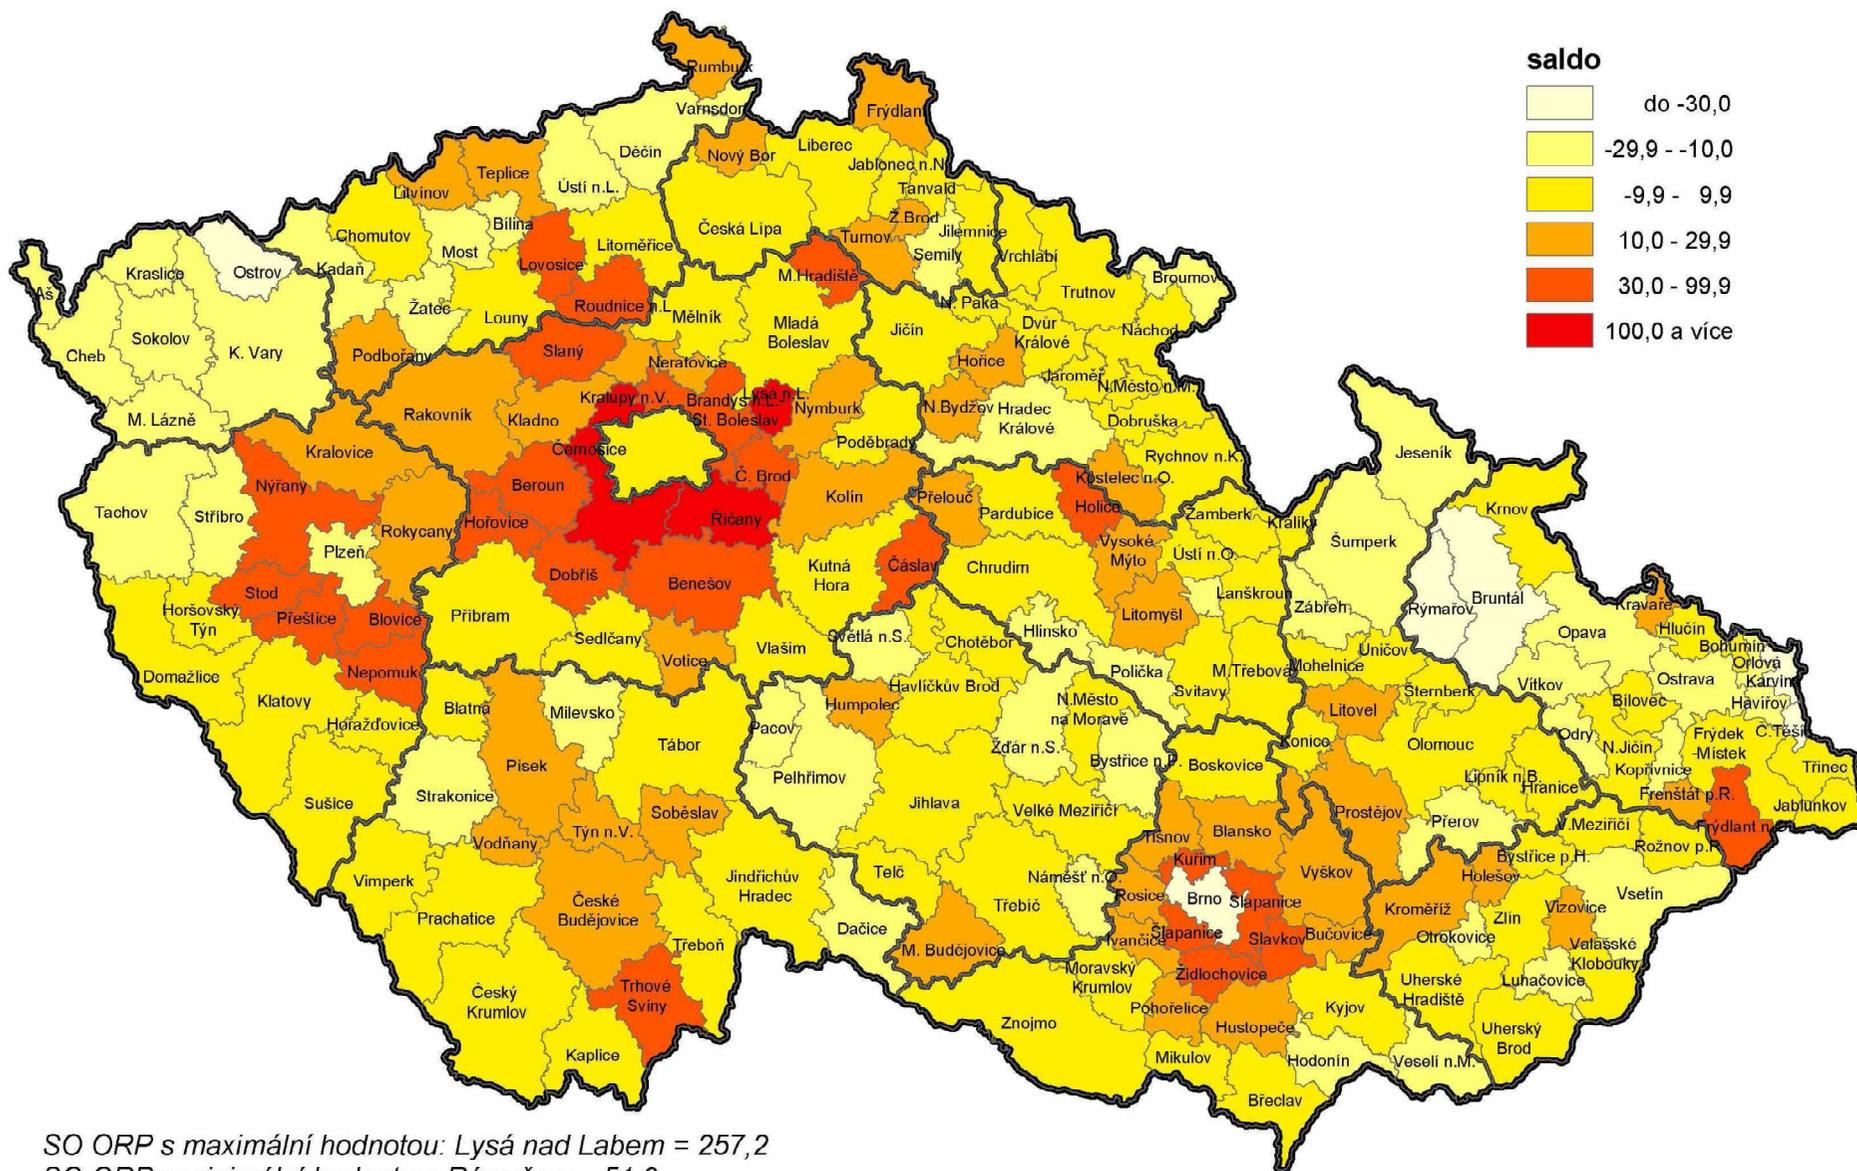 saldo
do -30,0
-29,9 - -10,0
-9,9 - 9,9
10,0 - 29,9
30,0 - 99,9
100,0 a více
Rumburk
Varnsdorf
Frýdlant
Děčín
Nový Bor
Liberec
Jablonec n.N.
Teplice
Litvínov
Ústí n.L.
Tanvald
Bílina
Česká Lípa
Ž.Brod
Chomutov
Most
Litoměřice
Turnov
Jilemnice
Semily
Vrchlabí
Kraslice
Ostrov
Kadaň
Lovosice
M.Hradiště
Broumov
Aš
Žatec
Roudnice n.L.
Trutnov
N. Paka
Louny
Mělník
Mladá
Boleslav
Jičín
Dvůr
Králové
Náchod
Sokolov
Cheb
K. Vary
Podbořany
Slaný
Neratovice
Hořice
Jaroměř
N.Město n.M.
Kralupy n.V.
Brandýs n.L.-
St. Boleslav
Lysá n.L.
Nymburk
N.Bydžov
Hradec
Králové
Dobruška
M. Lázně
Rakovník
Kladno
Poděbrady
Kralovice
Černošice
Rychnov n.K.
Jeseník
Nýřany
Beroun
Č. Brod
Kolín
Přelouč
Kostelec n.O.
Tachov
Stříbro
Rokycany
Hořovice
Říčany
Pardubice
Holice
Žamberk
Králíky
Krnov
Plzeň
Vysoké
Mýto
Ústí n.O.
Šumperk
Dobříš
Benešov
Kutná
Hora
Čáslav
Chrudim
Stod
Lanškroun
Zábřeh
Rýmařov
Bruntál
Horšovský
Týn
Přeštice
Blovice
Příbram
Litomyšl
Kravaře
Hlučín
Sedlčany
Vlašim
Světlá n.S.
Chotěboř
Hlinsko
Opava
Bohumín
Domažlice
Nepomuk
Votice
Polička
M.Třebová
Mohelnice
Uničov
Orlová
Karviná
Klatovy
Havlíčkův Brod
Svitavy
Šternberk
Vítkov
Ostrava
Havířov
Blatná
Horažďovice
Milevsko
Humpolec
N.Město
na Moravě
Litovel
Bílovec
Pacov
Tábor
Žďár n.S.
Konice
Olomouc
Odry
N.Jičín
Frýdek
-Místek
Č.Těšín
Písek
Pelhřimov
Bystřice n.P.
Boskovice
Lipník n.B.
Hranice
Kopřivnice
Třinec
Strakonice
Sušice
Jihlava
Velké Meziříčí
Prostějov
Frenštát p.R.
Jablunkov
Soběslav
Týn n.V.
Vodňany
Tišnov
Blansko
Přerov
V.Meziříčí
Frýdlant n.O.
Rožnov p.R.
Bystřice p.H.
Vimperk
Jindřichův
Hradec
Telč
Náměšť n.O.
Kuřim
Vyškov
Holešov
Vsetín
České
Budějovice
Třebíč
Rosice
Brno
Šlapanice
Kroměříž
Zlín
Vizovice
Prachatice
Dačice
M. Budějovice
Ivančice
Šlapanice
Slavkov
Bučovice
Otrokovice
Valašské
Klobouky
Třeboň
Moravský
Krumlov
Židlochovice
Uherské
Hradiště
Luhačovice
Trhové
Sviny
Český
Krumlov
Znojmo
Pohořelice
Hustopeče
Kyjov
Uherský
Brod
Kaplice
Mikulov
Hodonín
Veselí n.M.
Břeclav
SO ORP s maximální hodnotou: Lysá nad Labem = 257,2